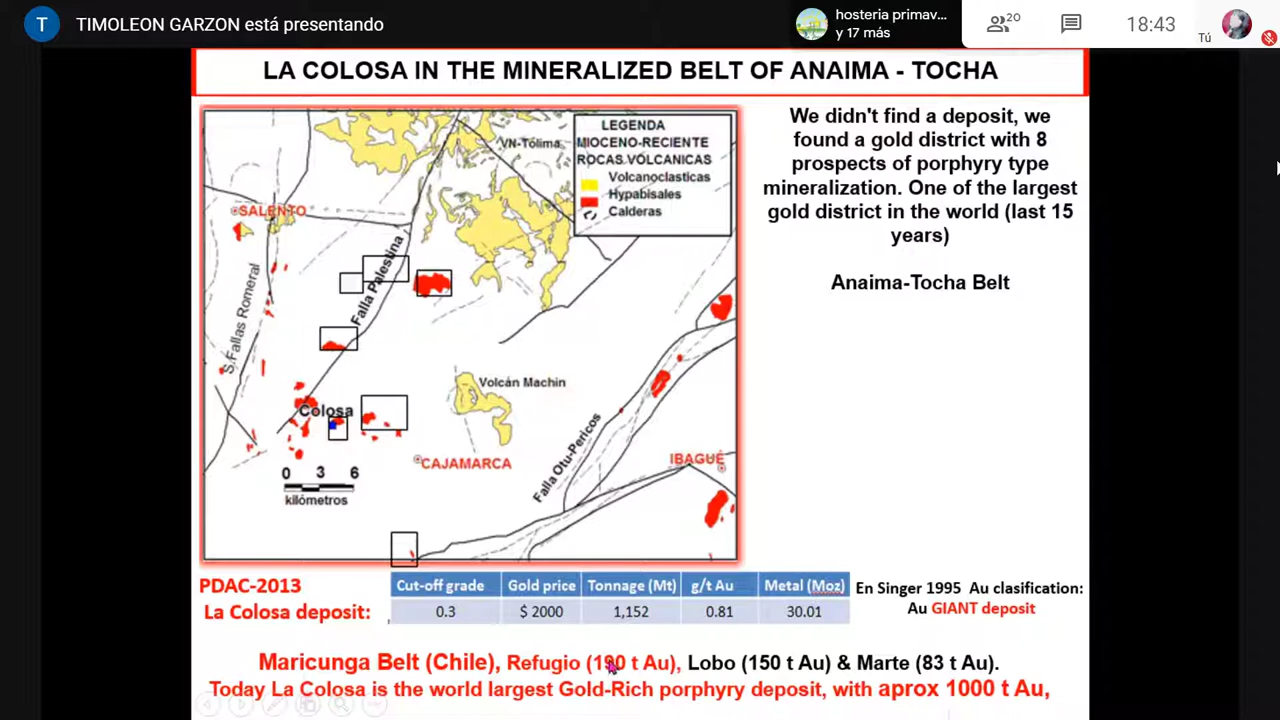 T TIMOLEON GARZON está presentando
hosteria primav...
y 17 más
20
18:43
Tú
LA COLOSA IN THE MINERALIZED BELT OF ANAIMA - TOCHA
We didn't find a deposit, we
found a gold district with 8
prospects of porphyry type
mineralization. One of the largest
gold district in the world (last 15
years)
Anaima-Tocha Belt
LEGENDA
MIOCENO-RECIENTE
ROCAS VOLCANICAS
Volcanoclasticas
Hypabisales
Calderas
VN-Tólima
SALENTO
Falla Palestina
S.Fallas Romeral
Volcán Machin
Colosa
CAJAMARCA
Falla Otu-Pericos
IBAGUÉ
0 3 6
kilómetros
PDAC-2013
La Colosa deposit:
Cut-off grade Gold price Tonnage (Mt) g/t Au Metal (Moz)
0.3 $ 2000 1,152 0.81 30.01
En Singer 1995 Au clasification:
Au GIANT deposit
Maricunga Belt (Chile), Refugio (190 t Au), Lobo (150 t Au) & Marte (83 t Au).
Today La Colosa is the world largest Gold-Rich porphyry deposit, with aprox 1000 t Au,